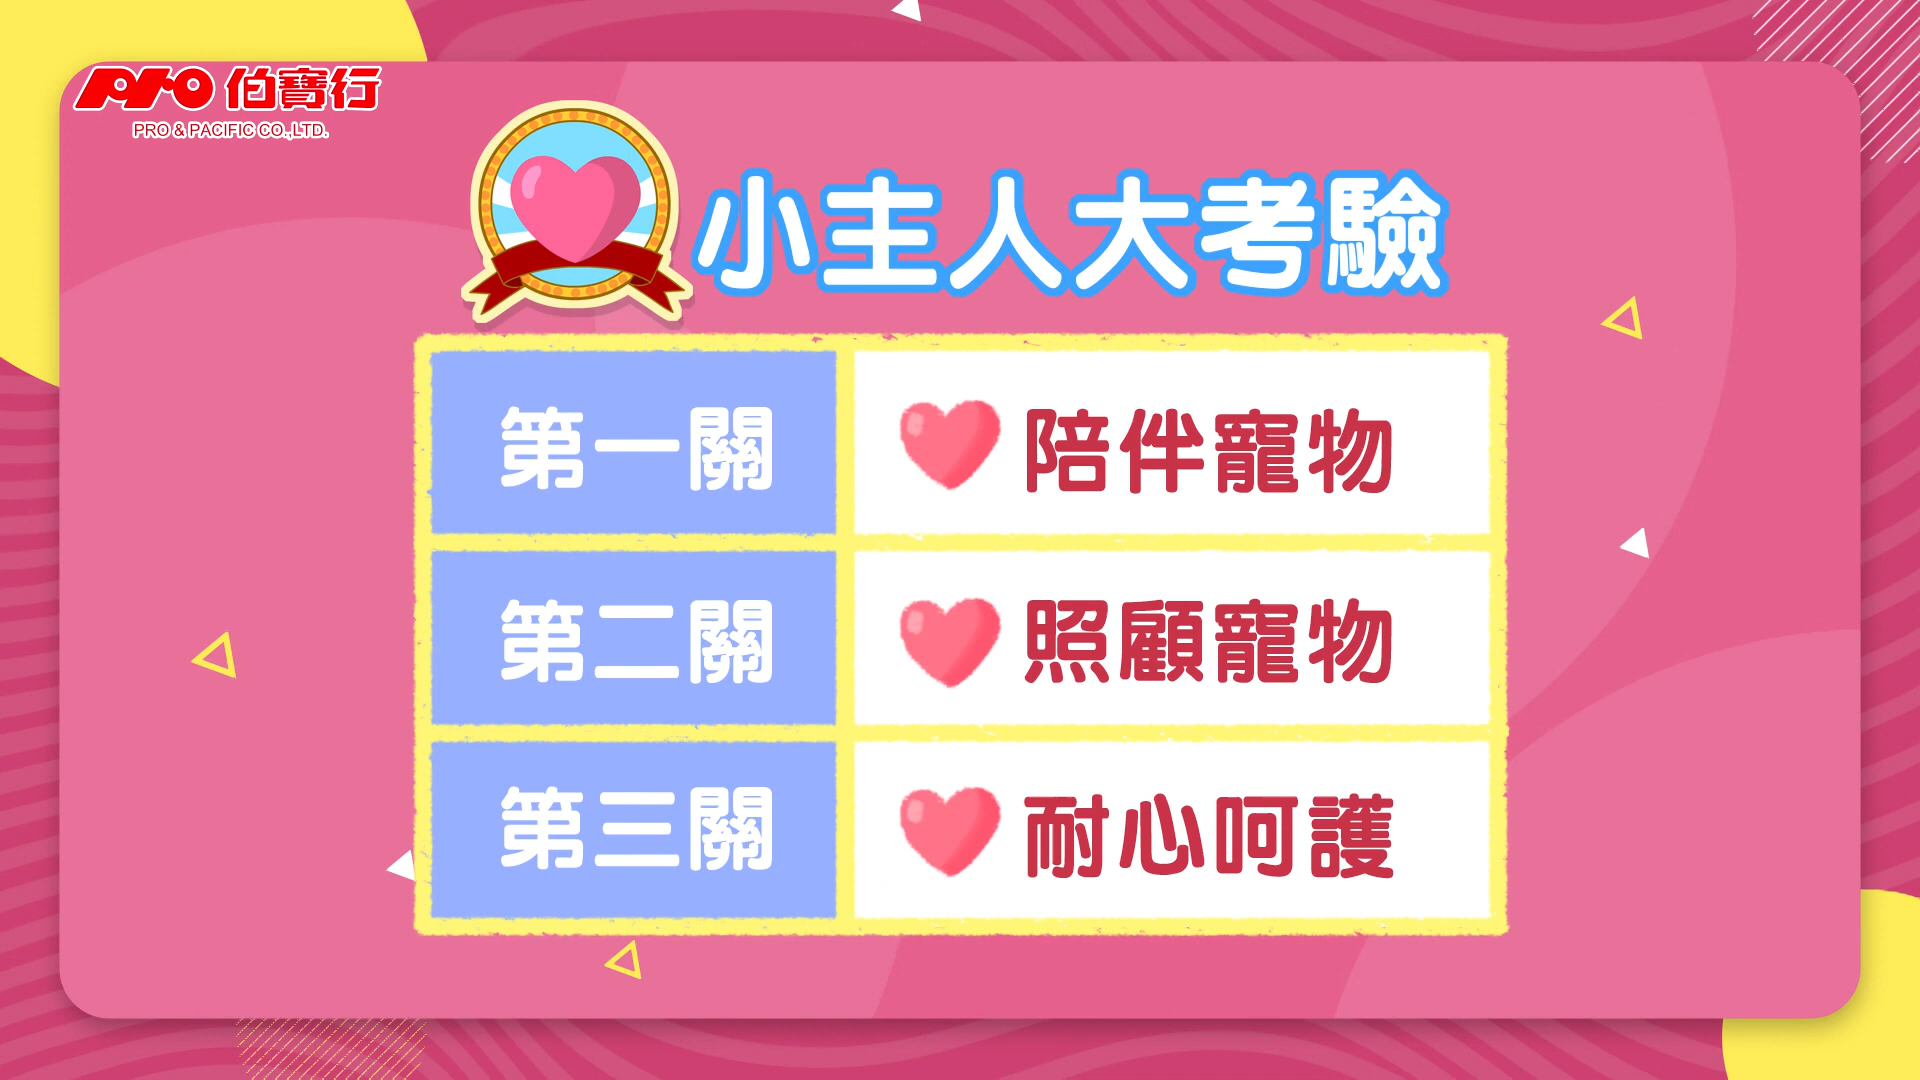 PRO 伯寶行
PRO & PACIFIC CO.,LTD.
小主人大考驗
第一關 陪伴寵物
第二關 照顧寵物
第三關 耐心呵護